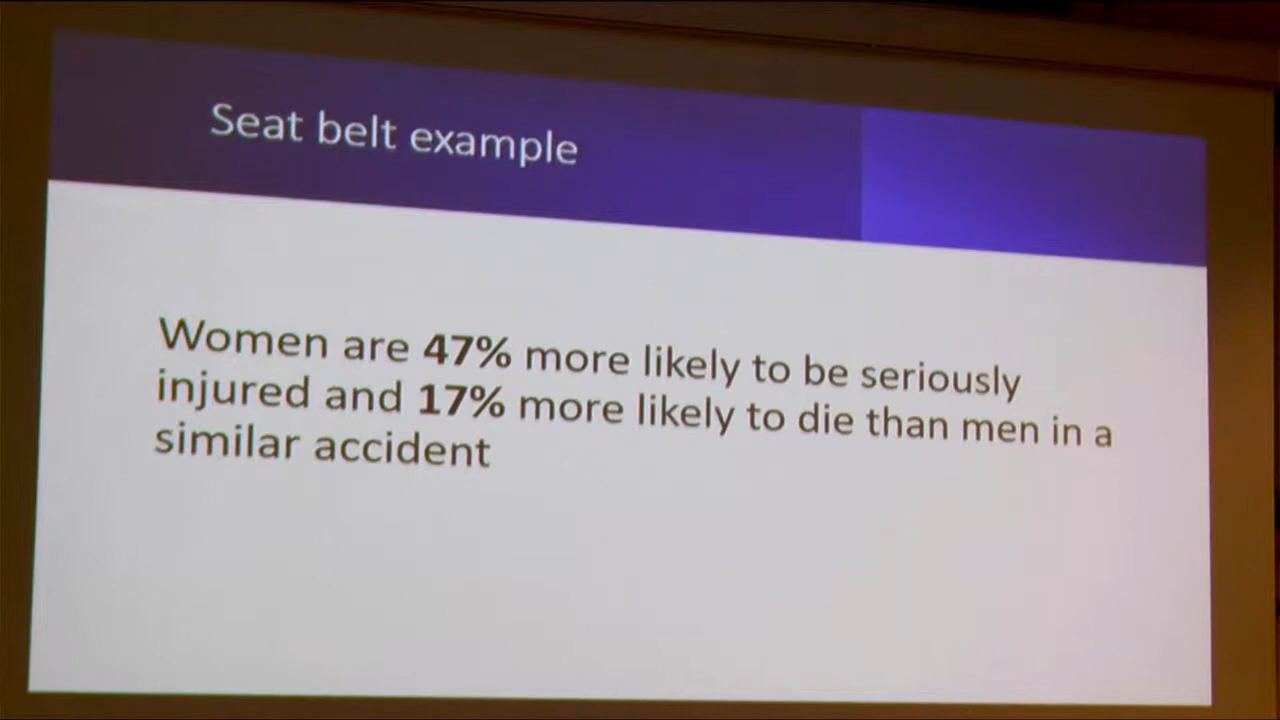 Seat belt example
Women are 47% more likely to be seriously
injured and 17% more likely to die than men in a
similar accident